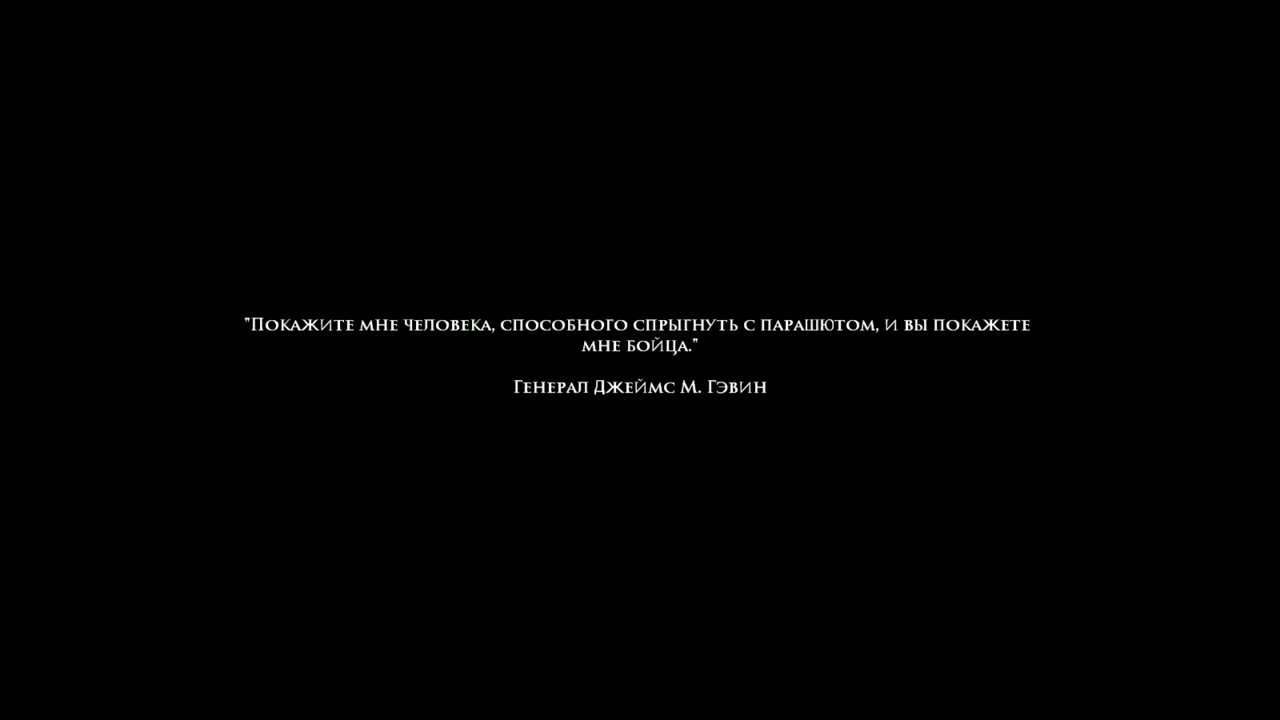 "Покажите мне человека, способного спрыгнуть с парашютом, и вы покажете
мне бойца."
Генерал Джеймс М. Гэвин